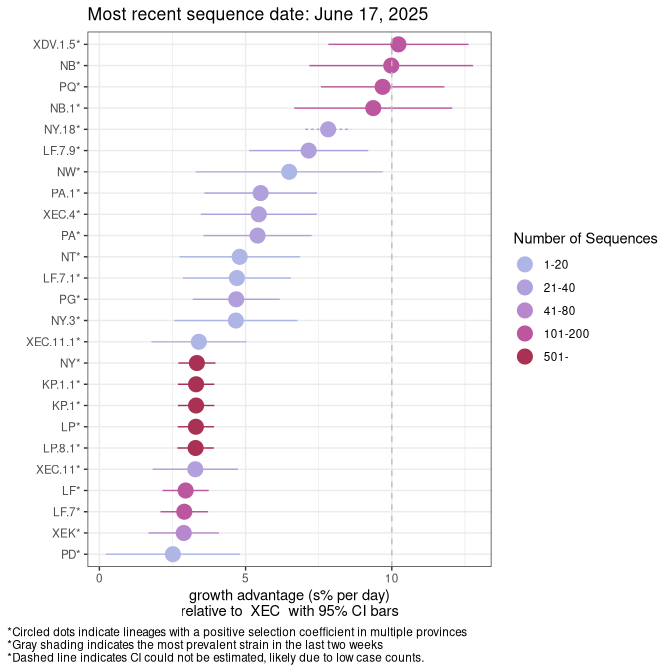 Most recent sequence date: June 17, 2025
XDV.1.5*
NB*
PQ*
NB.1*
NY.18*
LF.7.9*
NW*
PA.1*
XEC.4*
PA*
NT*
LF.7.1*
PG*
NY.3*
XEC.11.1*
NY*
KP.1.1*
KP.1*
LP*
LP.8.1*
XEC.11*
LF*
LF.7*
XEK*
PD*
0 5 10
growth advantage (s% per day)
relative to XEC with 95% CI bars
Number of Sequences
1-20
21-40
41-80
101-200
501-
*Circled dots indicate lineages with a positive selection coefficient in multiple provinces
*Gray shading indicates the most prevalent strain in the last two weeks
*Dashed line indicates CI could not be estimated, likely due to low case counts.